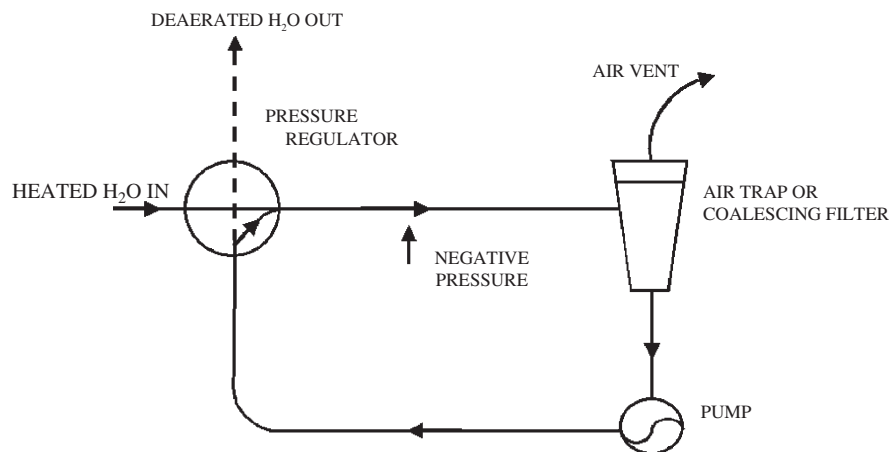 DEAERATED H₂O OUT
AIR VENT
PRESSURE
REGULATOR
HEATED H₂O IN
AIR TRAP OR
COALESCING FILTER
NEGATIVE
PRESSURE
PUMP